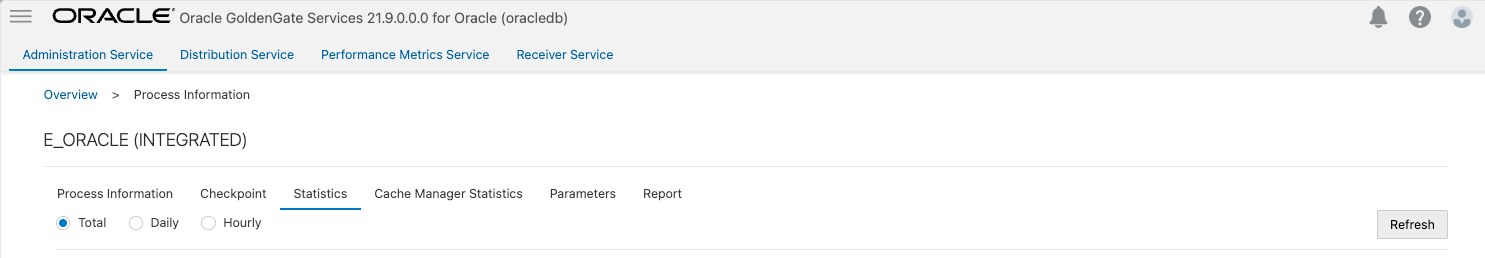 ORACLE Oracle GoldenGate Services 21.9.0.0.0 for Oracle (oracledb)
Administration Service Distribution Service Performance Metrics Service Receiver Service
Overview > Process Information
E_ORACLE (INTEGRATED)
Process Information Checkpoint Statistics Cache Manager Statistics Parameters Report
Total Daily Hourly Refresh